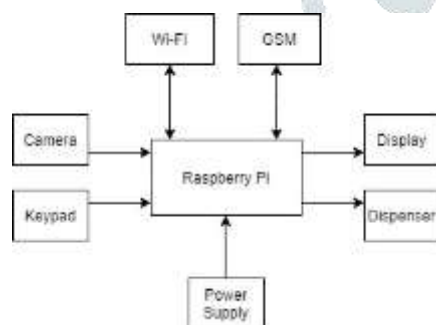 Wi-Fi
GSM
Camera
Display
Raspberry Pi
Keypad
Dispenser
Power
Supply